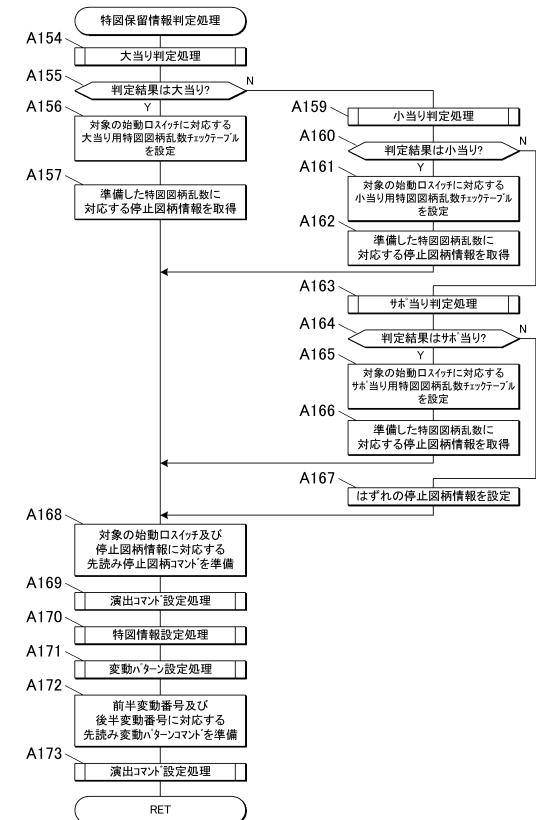 特図保留情報判定処理
A154
大当り判定処理
A155
判定結果は大当り?
N
Y
A156
対象の始動口スイッチに対応する
大当り用特図図柄乱数チェックテーブル
を設定
A157
準備した特図図柄乱数に
対応する停止図柄情報を取得
A159
小当り判定処理
A160
判定結果は小当り?
N
Y
A161
対象の始動口スイッチに対応する
小当り用特図図柄乱数チェックテーブル
を設定
A162
準備した特図図柄乱数に
対応する停止図柄情報を取得
A163
サポ当り判定処理
A164
判定結果はサポ当り?
N
Y
A165
対象の始動口スイッチに対応する
サポ当り用特図図柄乱数チェックテーブル
を設定
A166
準備した特図図柄乱数に
対応する停止図柄情報を取得
A167
はずれの停止図柄情報を設定
A168
対象の始動口スイッチ及び
停止図柄情報に対応する
先読み停止図柄コマンドを準備
A169
演出コマンド設定処理
A170
特図情報設定処理
A171
変動パターン設定処理
A172
前半変動番号及び
後半変動番号に対応する
先読み変動パターンコマンドを準備
A173
演出コマンド設定処理
RET